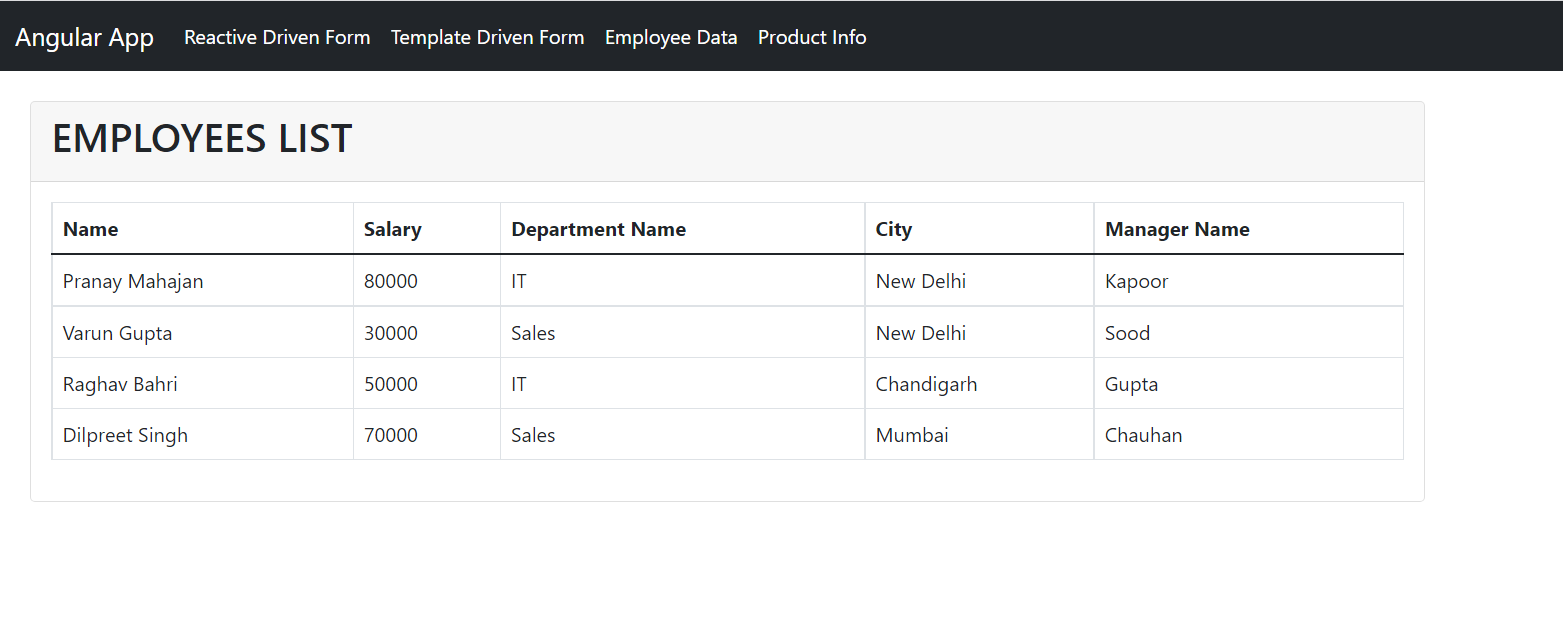 Angular App Reactive Driven Form Template Driven Form Employee Data Product Info
EMPLOYEES LIST
Name Salary Department Name City Manager Name
Pranay Mahajan 80000 IT New Delhi Kapoor
Varun Gupta 30000 Sales New Delhi Sood
Raghav Bahri 50000 IT Chandigarh Gupta
Dilpreet Singh 70000 Sales Mumbai Chauhan